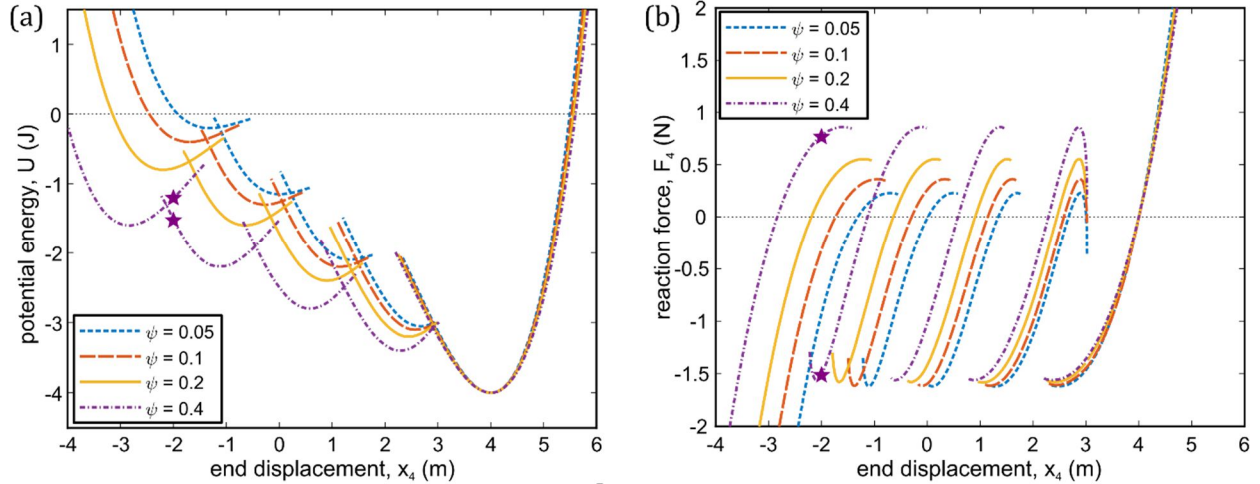 (a)
potential energy, U (J)
1
0
-1
-2
-3
-4
ψ = 0.05
ψ = 0.1
ψ = 0.2
ψ = 0.4
-4 -3 -2 -1 0 1 2 3 4 5 6
end displacement, x₄ (m)
(b)
reaction force, F₄ (N)
2
1.5
1
0.5
0
-0.5
-1
-1.5
-2
ψ = 0.05
ψ = 0.1
ψ = 0.2
ψ = 0.4
-4 -3 -2 -1 0 1 2 3 4 5 6
end displacement, x₄ (m)